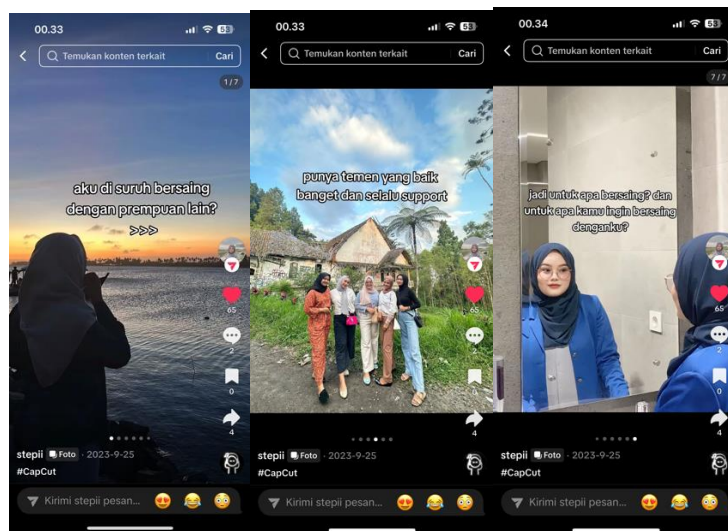 00.33
53
Temukan konten terkait
Cari
1/7
aku di suruh bersaing
dengan prempuan lain?
>>>
65
2
0
4
stepii Foto · 2023-9-25
#CapCut
Kirimi stepii pesan...
00.33
53
Temukan konten terkait
Cari
punya temen yang baik
banget dan selalu support
65
2
0
4
stepii Foto · 2023-9-25
#CapCut
Kirimi stepii pesan...
00.34
53
Temukan konten terkait
Cari
7/7
jadi untuk apa bersaing? dan
untuk apa kamu ingin bersaing
denganku?
65
2
0
4
stepii Foto · 2023-9-25
#CapCut
Kirimi stepii pesan...